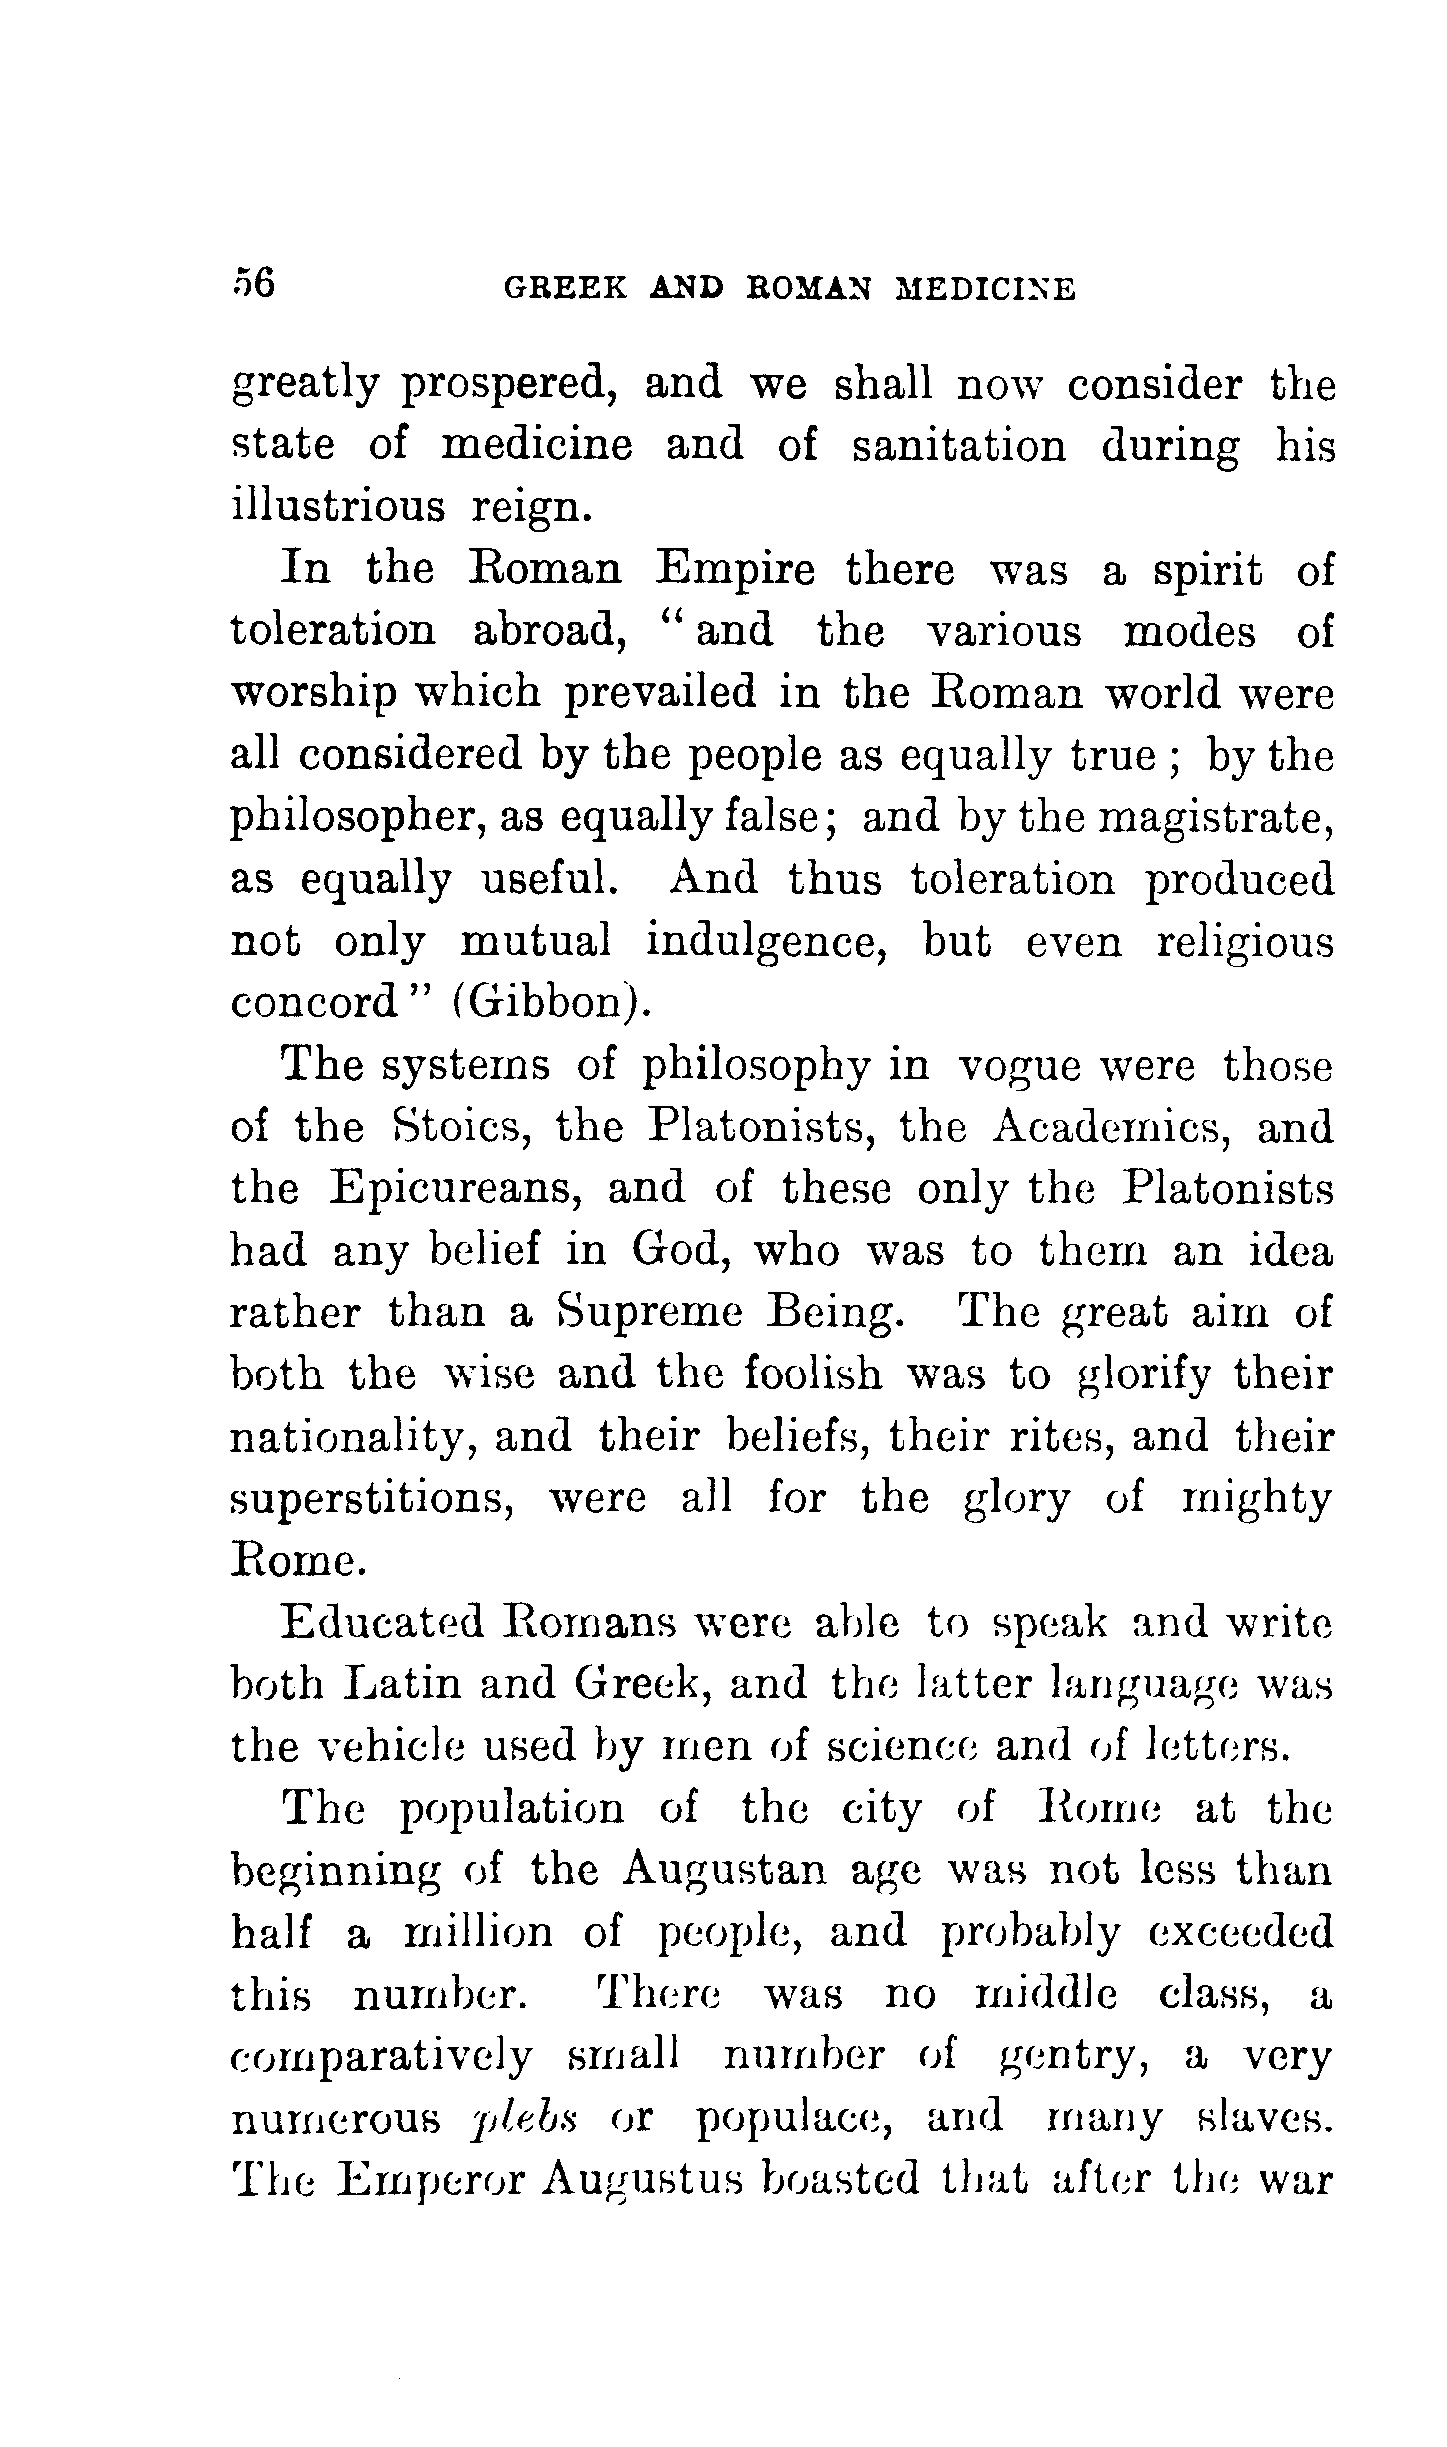 56 GREEK AND ROMAN MEDICINE
greatly prospered, and we shall now consider the
state of medicine and of sanitation during his
illustrious reign.
In the Roman Empire there was a spirit of
toleration abroad, “ and the various modes of
worship which prevailed in the Roman world were
all considered by the people as equally true ; by the
philosopher, as equally false; and by the magistrate,
as equally useful. And thus toleration produced
not only mutual indulgence, but even religious
concord ” (Gibbon).
The systems of philosophy in vogue were those
of the Stoics, the Platonists, the Academics, and
the Epicureans, and of these only the Platonists
had any belief in God, who was to them an idea
rather than a Supreme Being. The great aim of
both the wise and the foolish was to glorify their
nationality, and their beliefs, their rites, and their
superstitions, were all for the glory of mighty
Rome.
Educated Romans were able to speak and write
both Latin and Greek, and the latter language was
the vehicle used by men of science and of letters.
The population of the city of Rome at the
beginning of the Augustan age was not less than
half a million of people, and probably exceeded
this number. There was no middle class, a
comparatively small number of gentry, a very
numerous plebs or populace, and many slaves.
The Emperor Augustus boasted that after the war